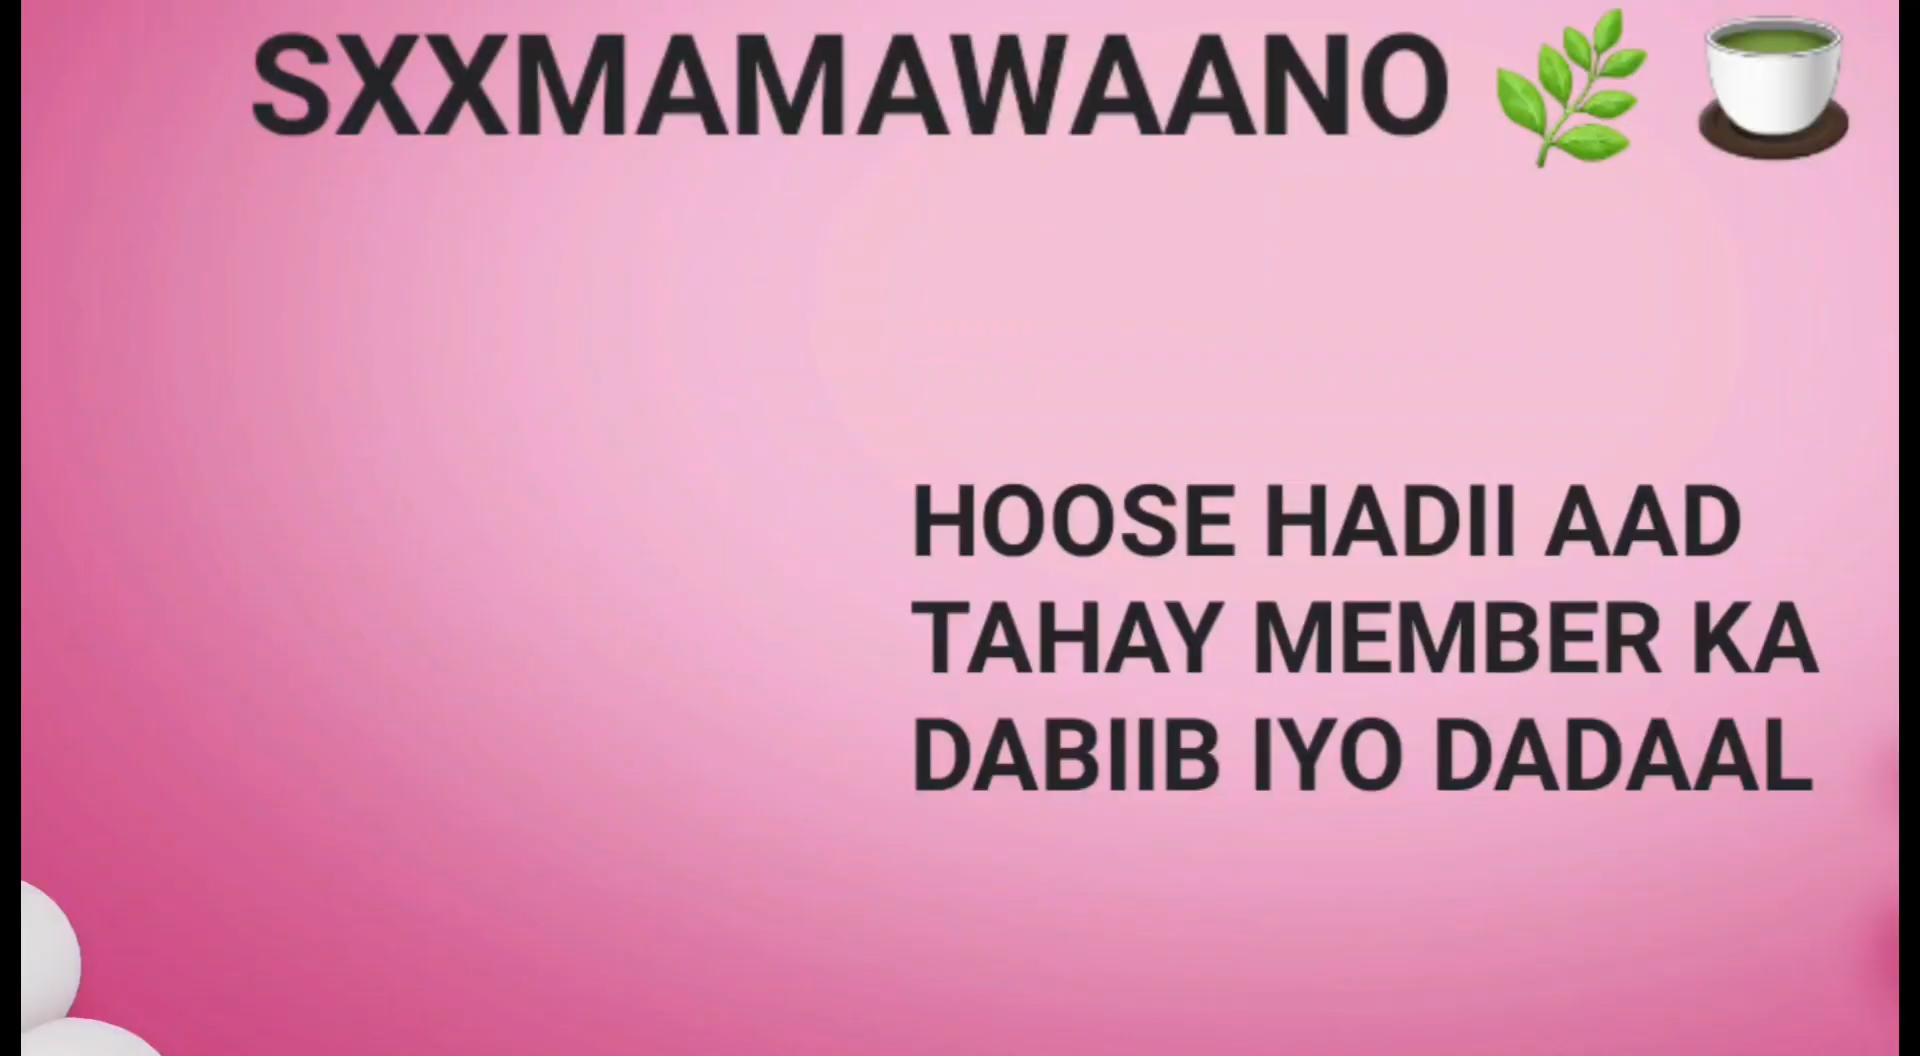 SXXMAMAWAANO 🌿 🍵
HOOSE HADII AAD
TAHAY MEMBER KA
DABIIB IYO DADAAL